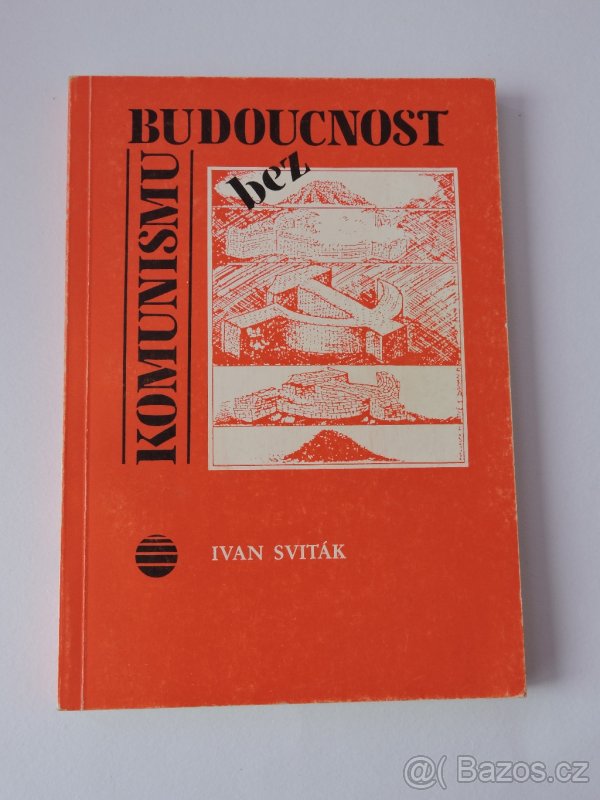 BUDOUCNOST
bez
KOMUNISMU
IVAN SVITÁK
@( Bazos.cz